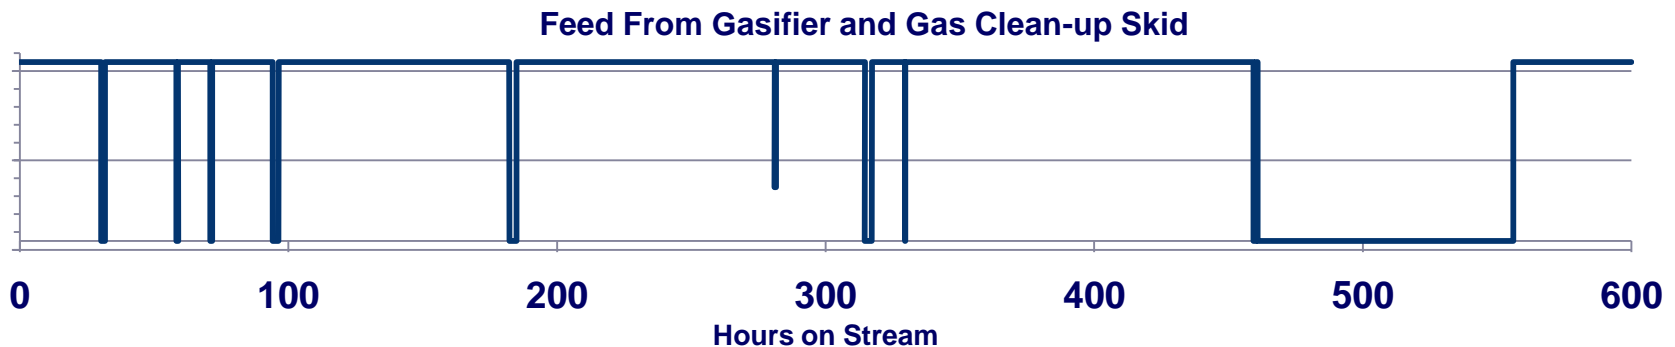 Feed From Gasifier and Gas Clean-up Skid
0 100 200 300 400 500 600
Hours on Stream